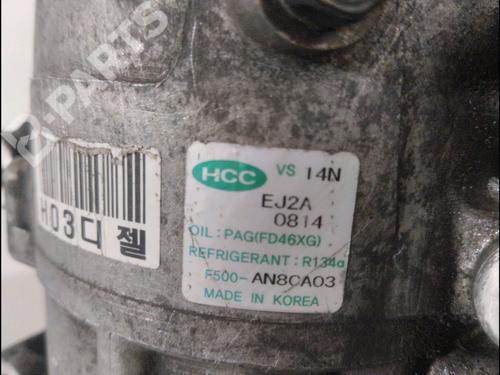 B-PARTS
HCC VS 14N
EJ2A
0814
OIL : PAG(FD46XG)
REFRIGERANT : R134a
F500-AN8CA03
MADE IN KOREA
H03디젤